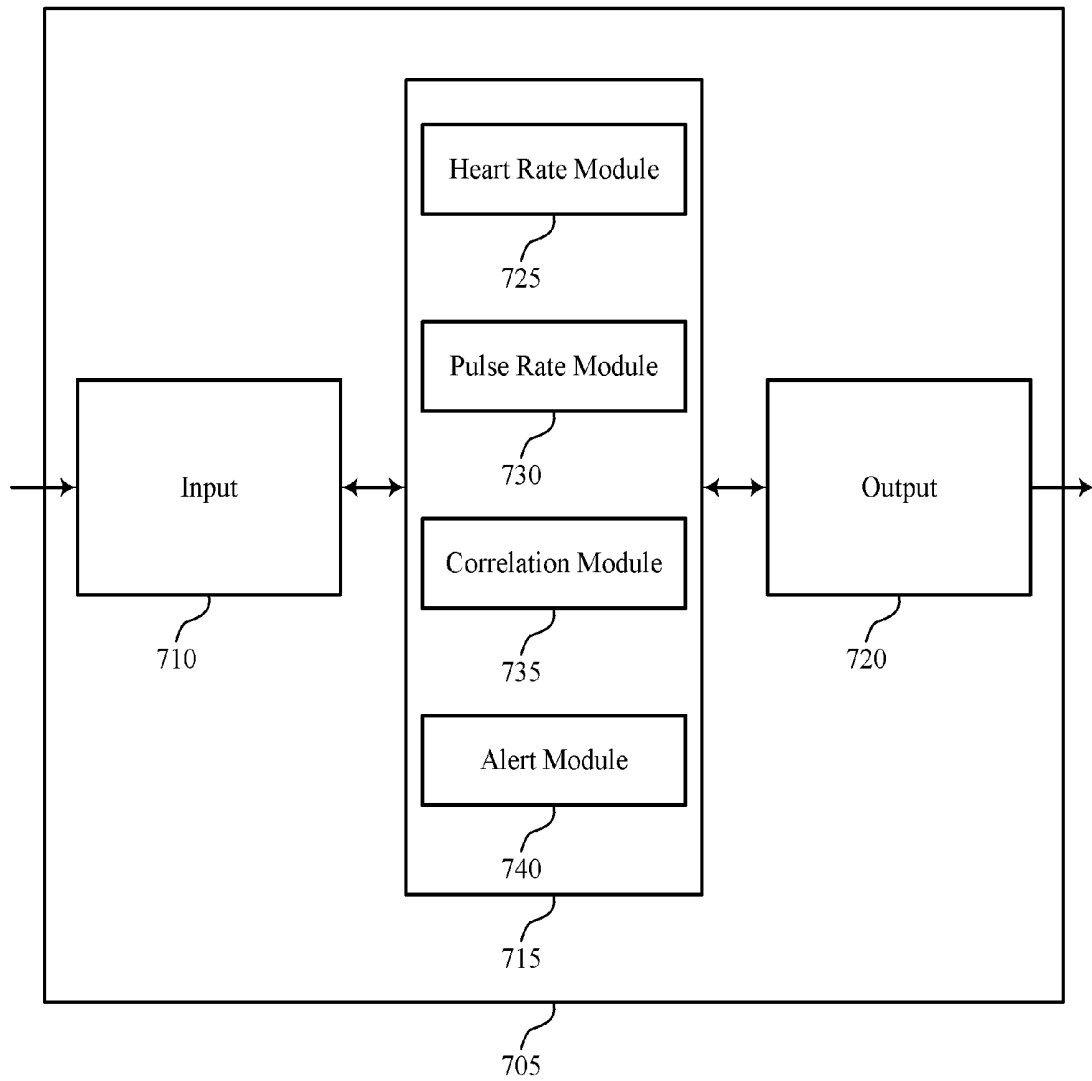 Heart Rate Module
725
Pulse Rate Module
730
Input
710
Output
720
Correlation Module
735
Alert Module
740
715
705